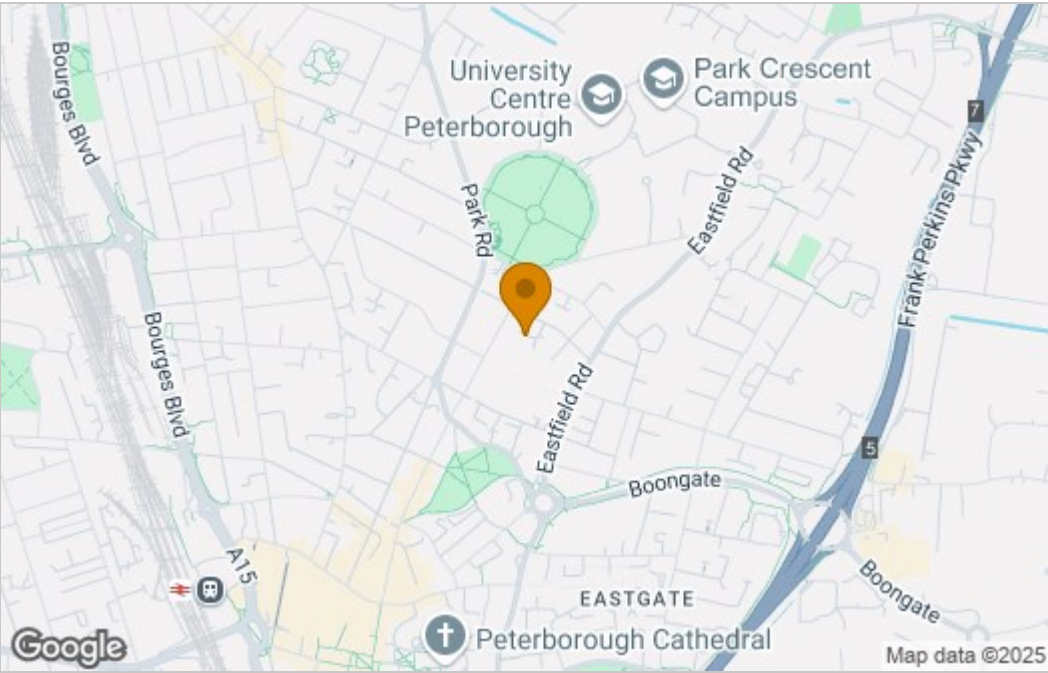 Bourges Blvd
University
Centre
Peterborough
Park Crescent
Campus
7
Park Rd
Eastfield Rd
Frank Perkins Pkwy
Bourges Blvd
Eastfield Rd
5
Boongate
A15
Boongate
EASTGATE
Peterborough Cathedral
Google
Map data ©2025